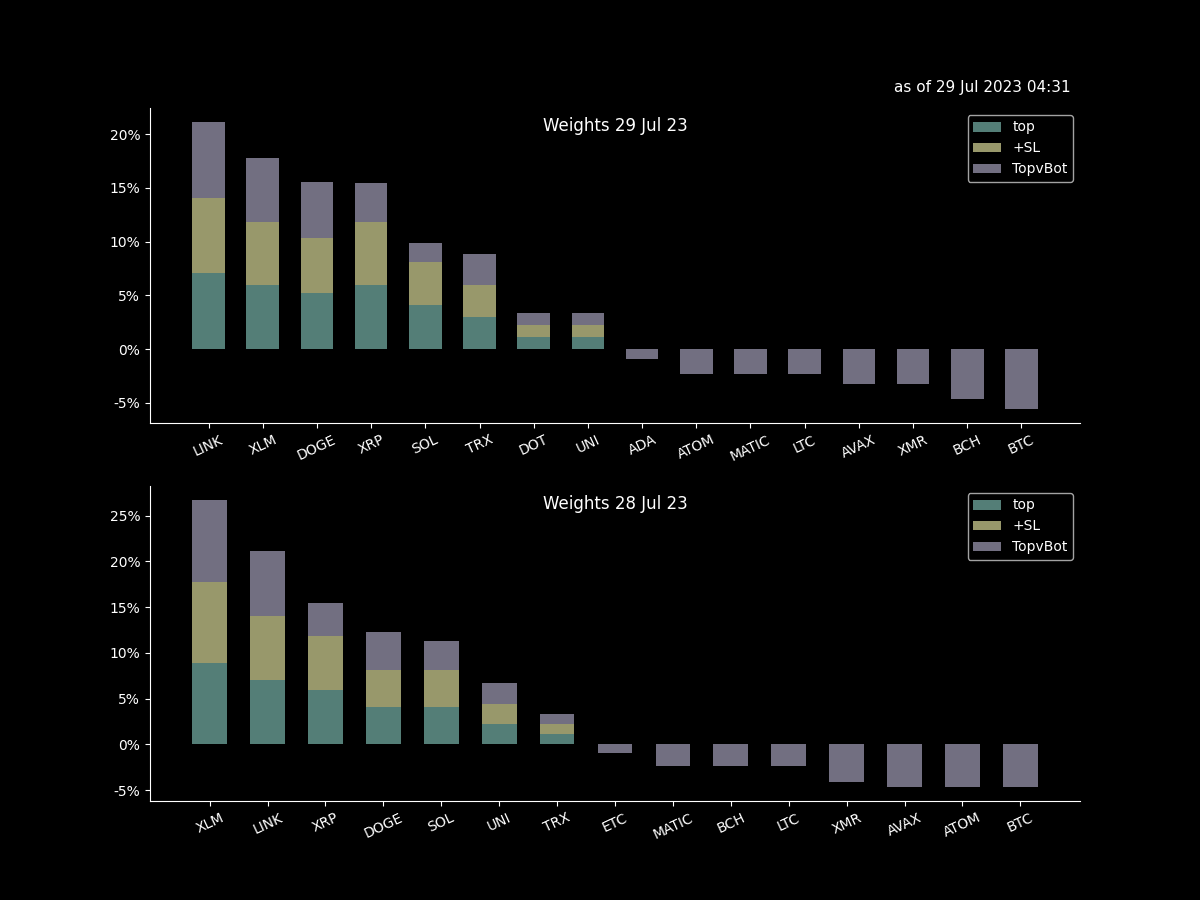 as of 29 Jul 2023 04:31
Weights 29 Jul 23
top
+SL
TopvBot
20%
15%
10%
5%
0%
-5%
LINK XLM DOGE XRP SOL TRX DOT UNI ADA ATOM MATIC LTC AVAX XMR BCH BTC
Weights 28 Jul 23
top
+SL
TopvBot
25%
20%
15%
10%
5%
0%
-5%
XLM LINK XRP DOGE SOL UNI TRX ETC MATIC BCH LTC XMR AVAX ATOM BTC